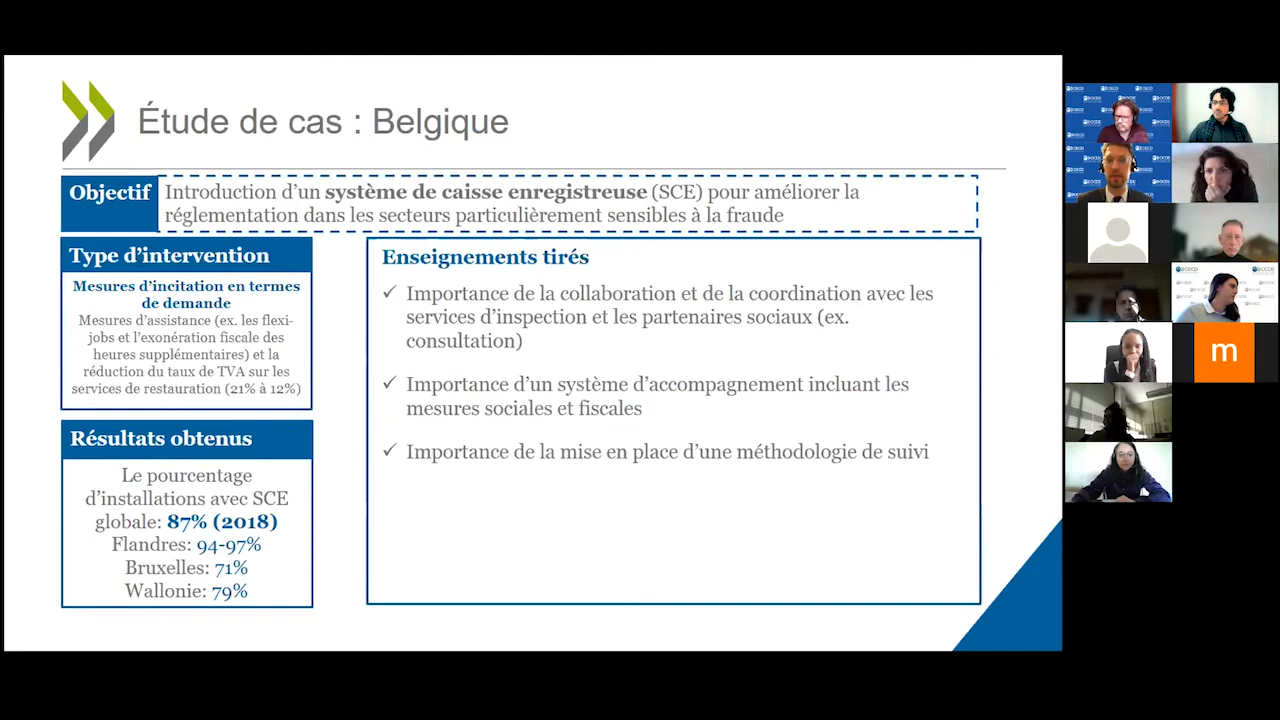 Étude de cas : Belgique
Objectif
Introduction d’un système de caisse enregistreuse (SCE) pour améliorer la
réglementation dans les secteurs particulièrement sensibles à la fraude
Type d’intervention
Mesures d’incitation en termes
de demande
Mesures d’assistance (ex. les flexi-
jobs et l’exonération fiscale des
heures supplémentaires) et la
réduction du taux de TVA sur les
services de restauration (21% à 12%)
Résultats obtenus
Le pourcentage
d’installations avec SCE
globale: 87% (2018)
Flandres: 94-97%
Bruxelles: 71%
Wallonie: 79%
Enseignements tirés
✓ Importance de la collaboration et de la coordination avec les
services d’inspection et les partenaires sociaux (ex.
consultation)
✓ Importance d’un système d’accompagnement incluant les
mesures sociales et fiscales
✓ Importance de la mise en place d’une méthodologie de suivi
m